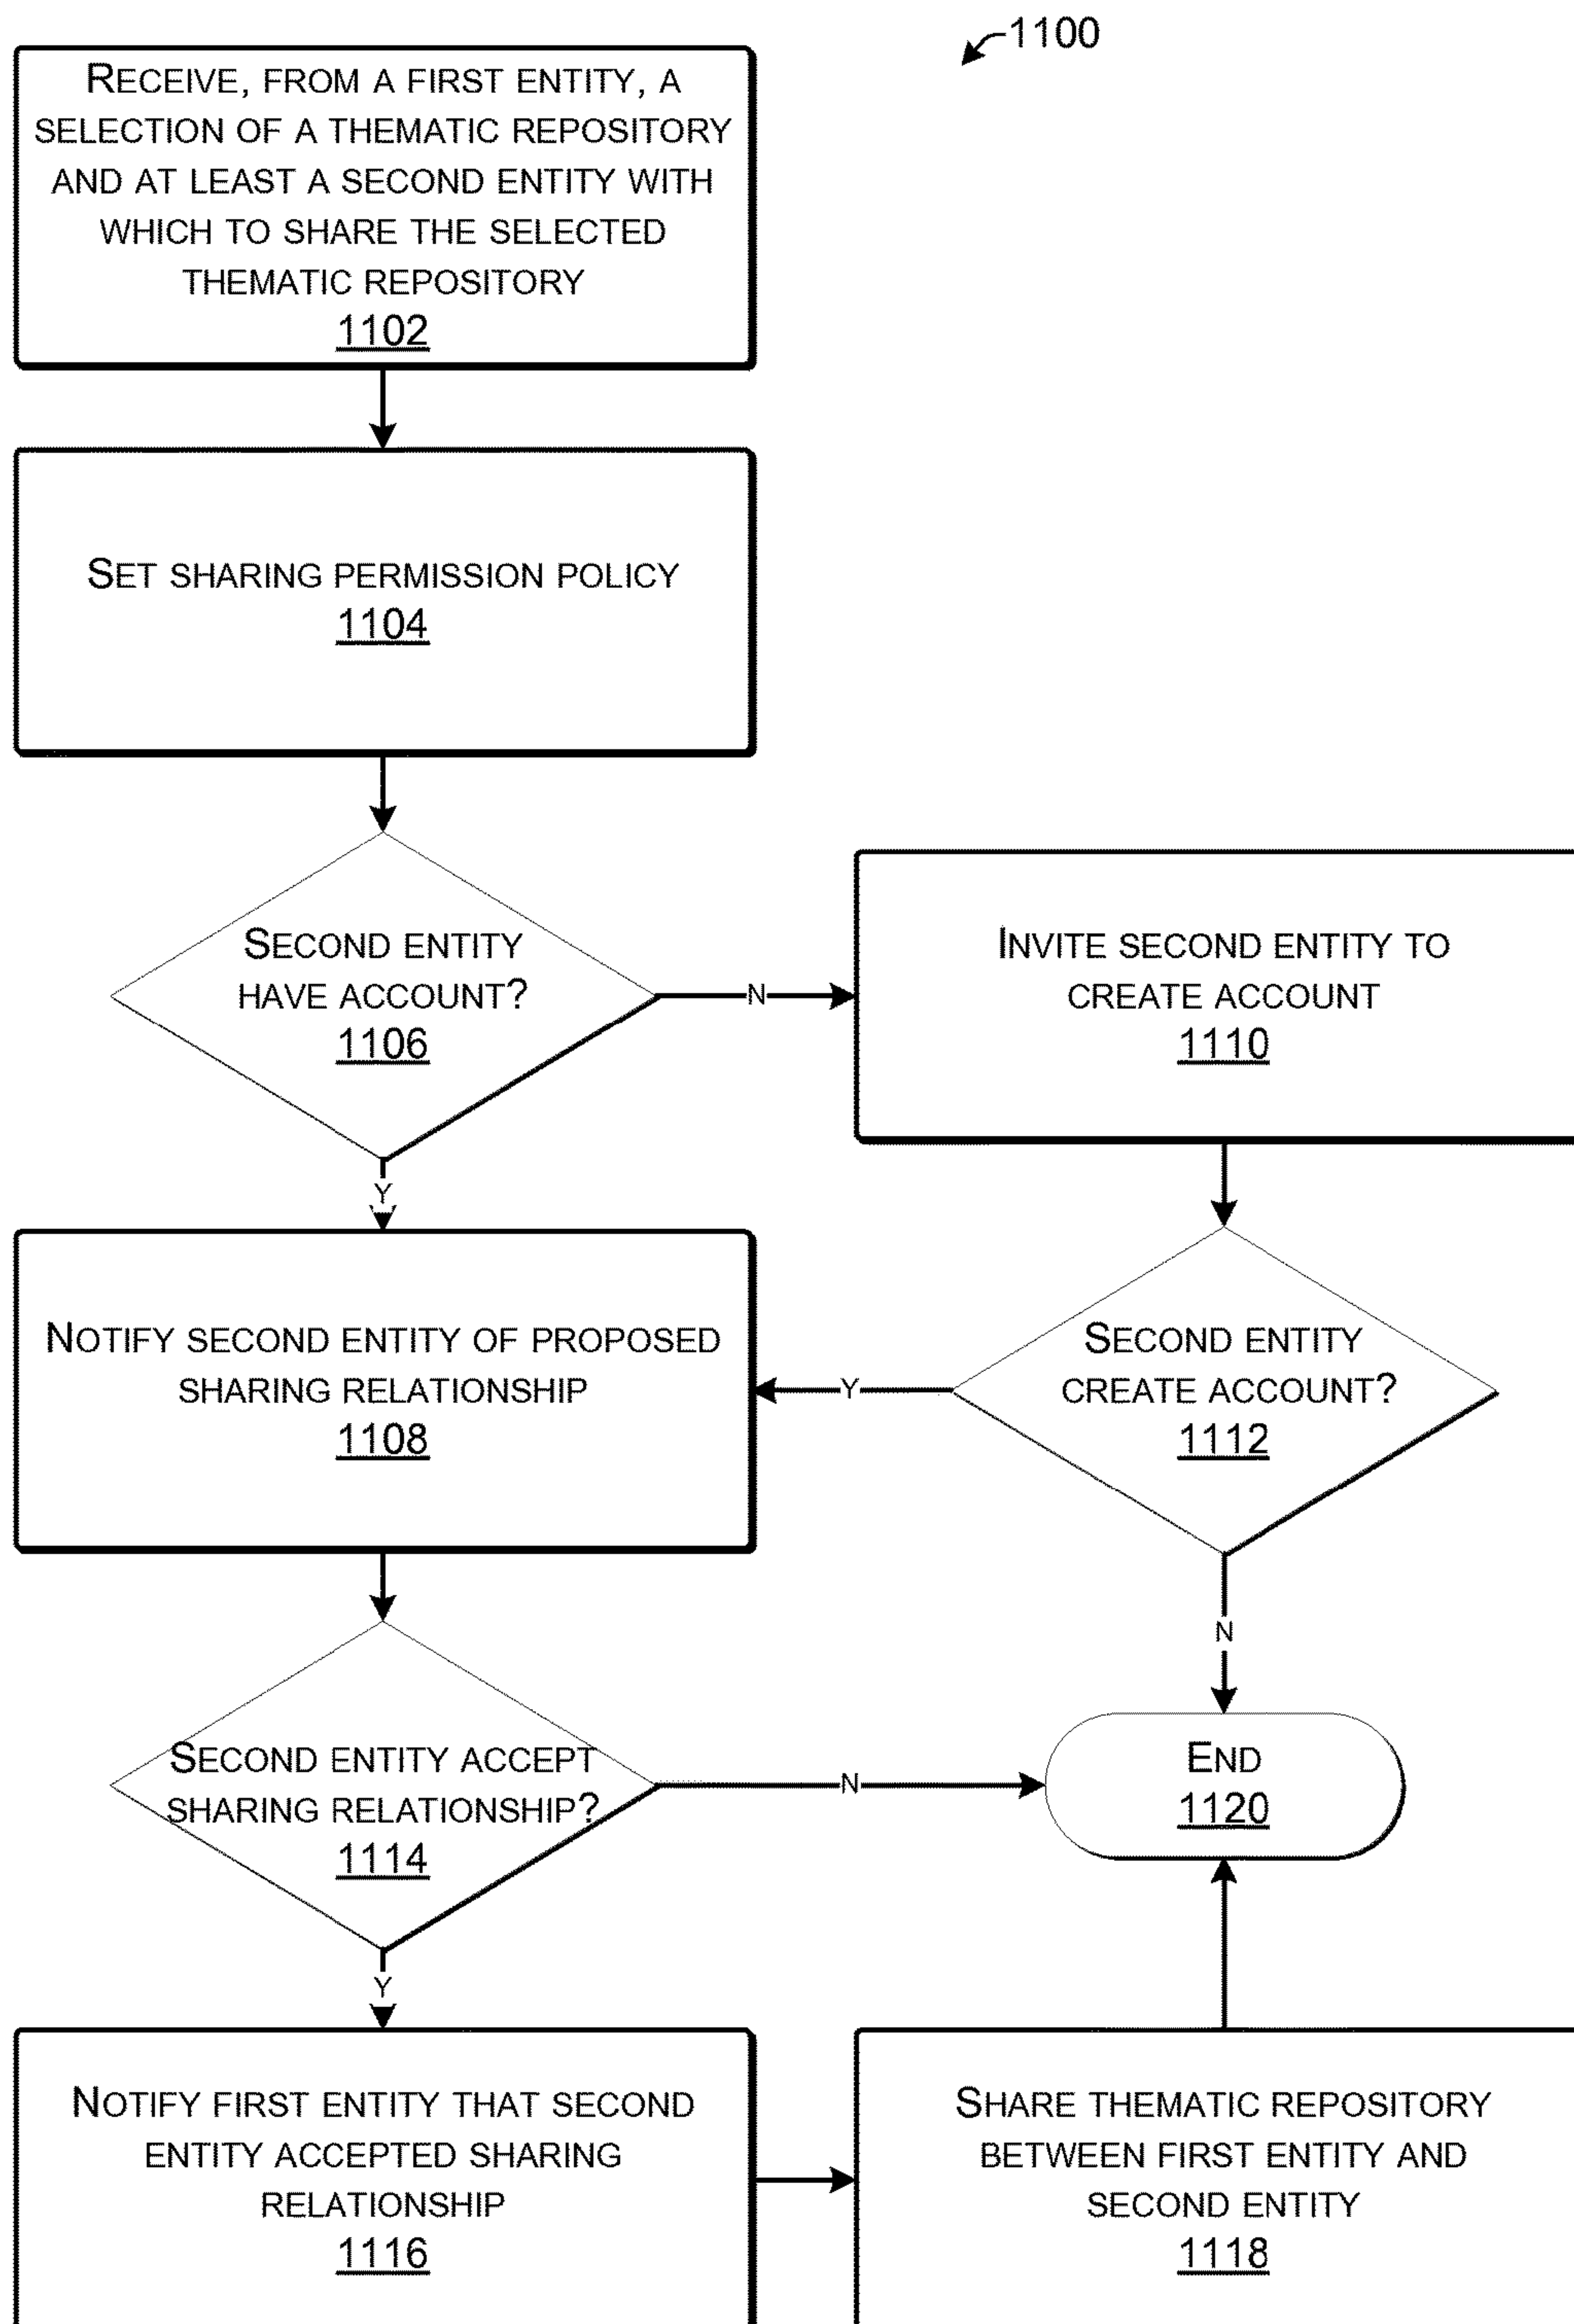 1100
RECEIVE, FROM A FIRST ENTITY, A
SELECTION OF A THEMATIC REPOSITORY
AND AT LEAST A SECOND ENTITY WITH
WHICH TO SHARE THE SELECTED
THEMATIC REPOSITORY
1102
SET SHARING PERMISSION POLICY
1104
SECOND ENTITY
HAVE ACCOUNT?
1106
N
INVITE SECOND ENTITY TO
CREATE ACCOUNT
1110
Y
NOTIFY SECOND ENTITY OF PROPOSED
SHARING RELATIONSHIP
1108
Y
SECOND ENTITY
CREATE ACCOUNT?
1112
N
SECOND ENTITY ACCEPT
SHARING RELATIONSHIP?
1114
N
END
1120
Y
NOTIFY FIRST ENTITY THAT SECOND
ENTITY ACCEPTED SHARING
RELATIONSHIP
1116
SHARE THEMATIC REPOSITORY
BETWEEN FIRST ENTITY AND
SECOND ENTITY
1118